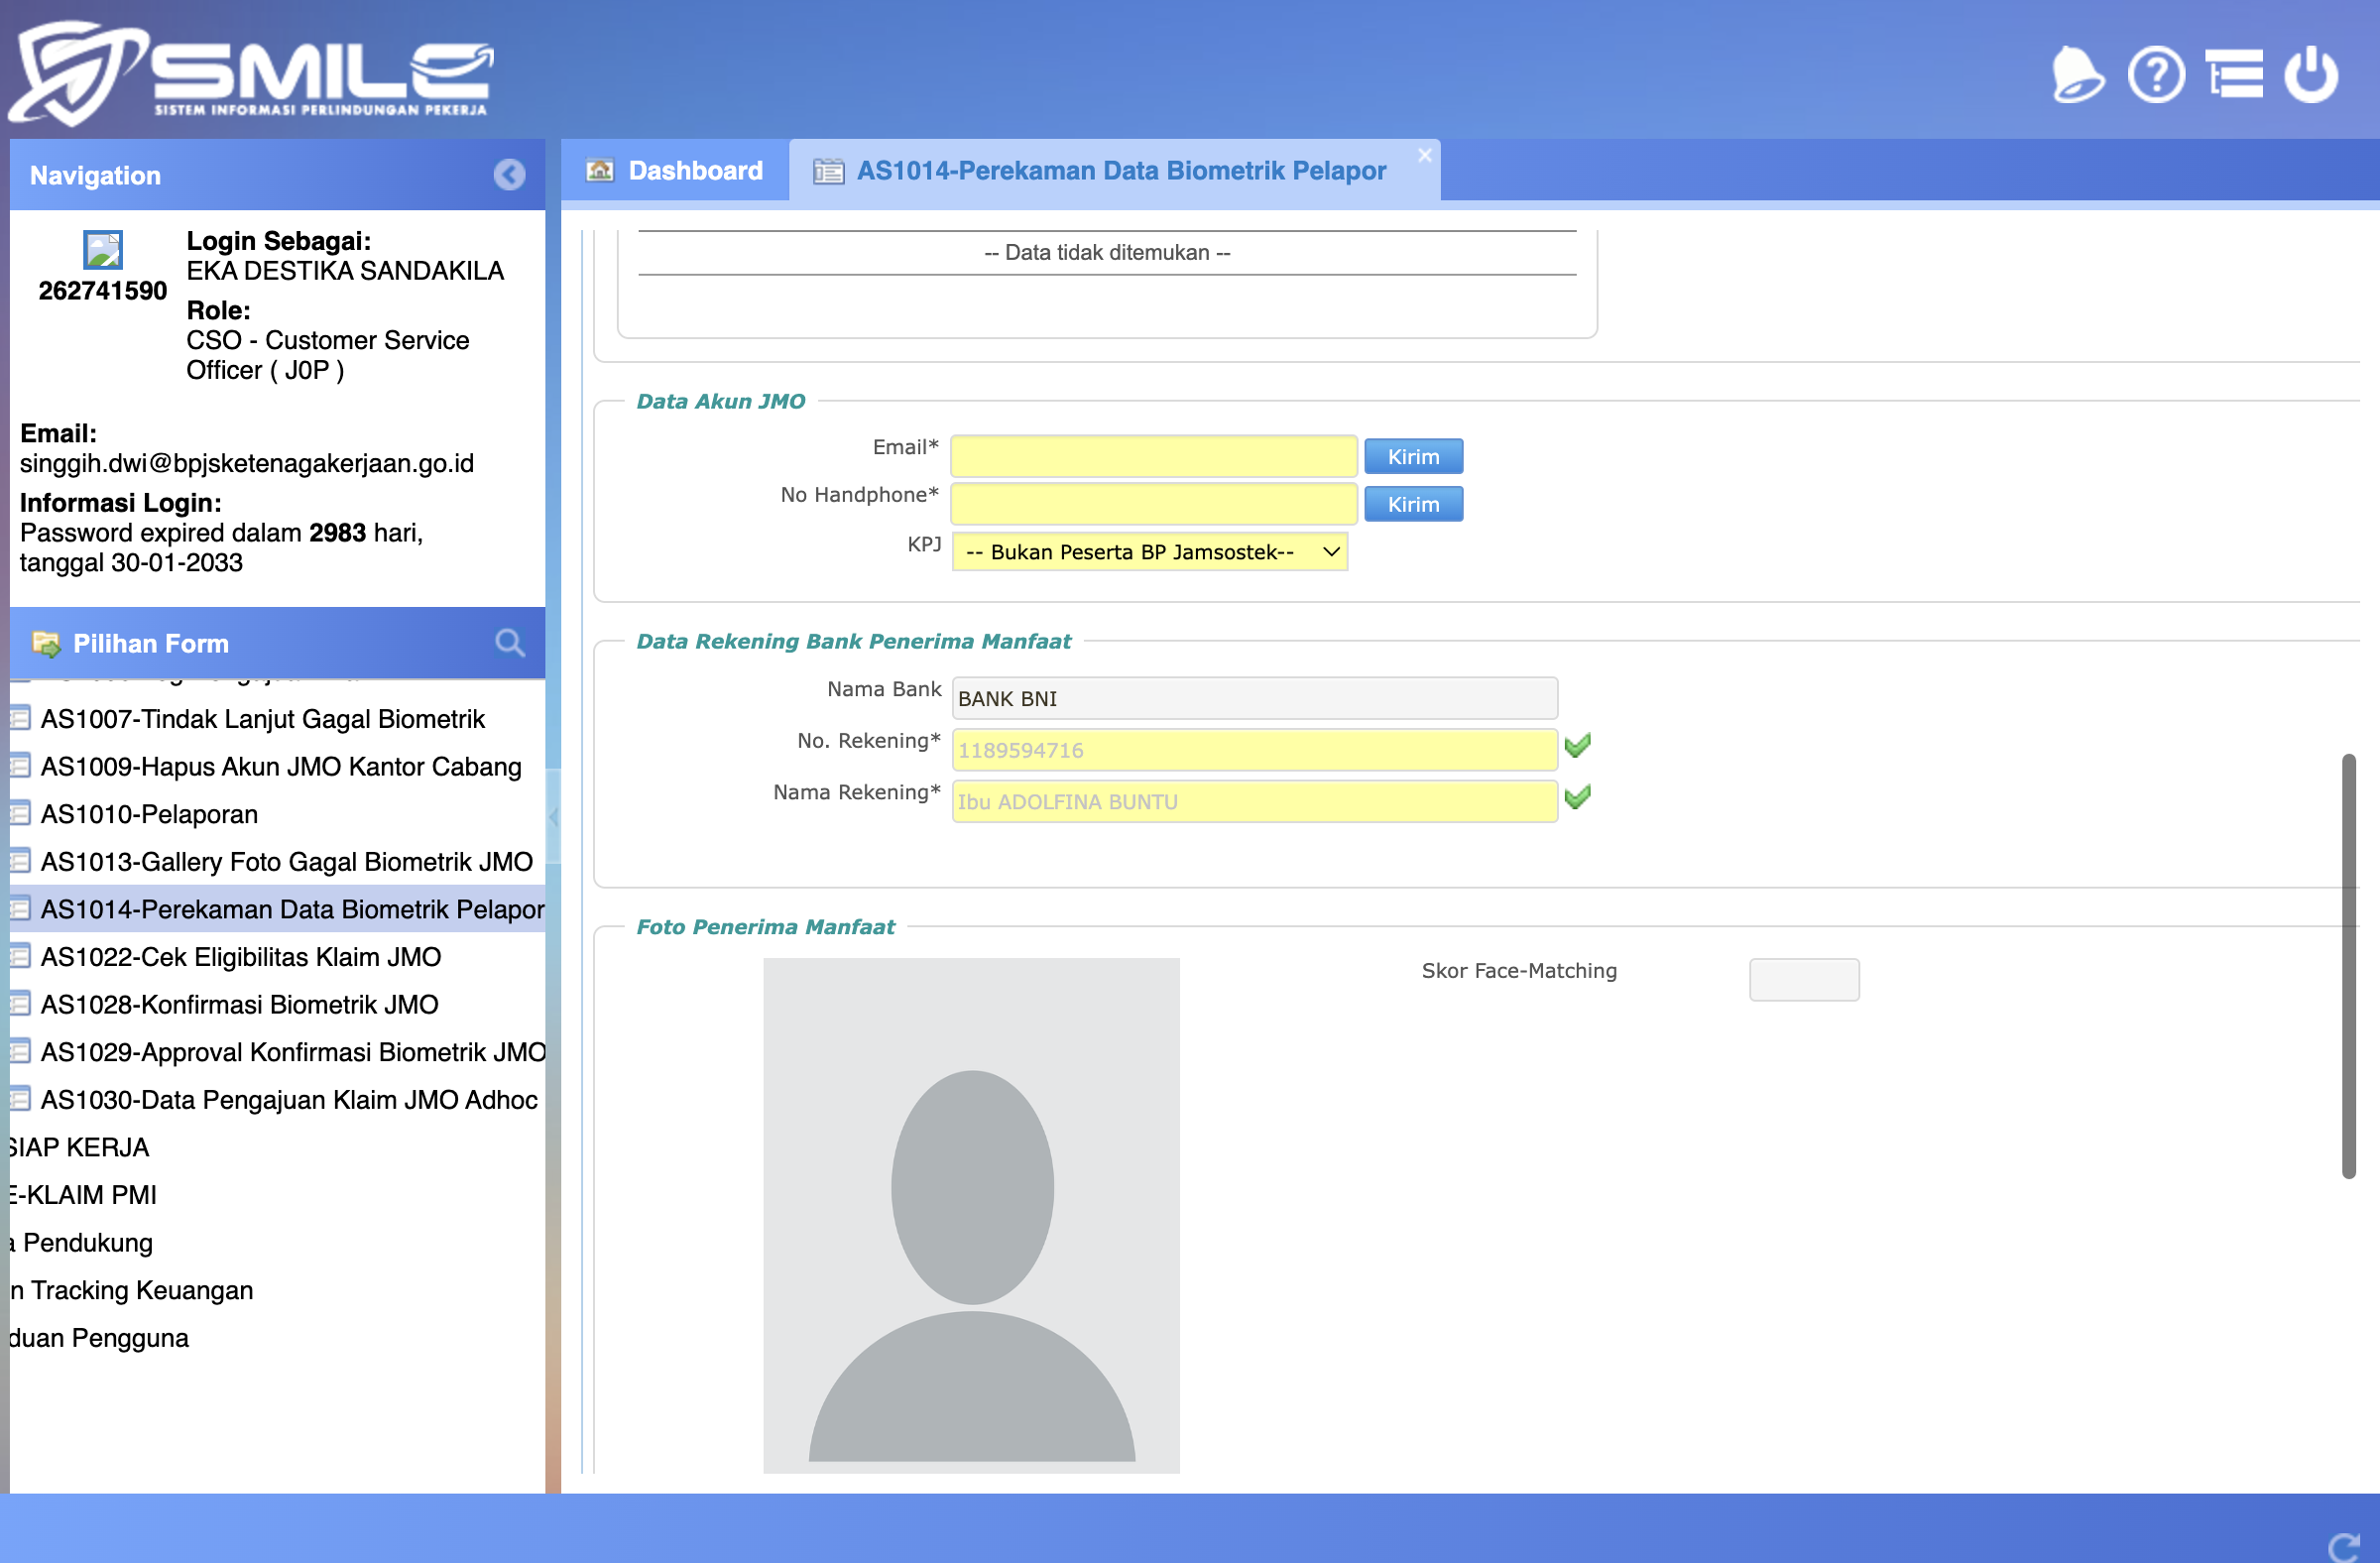 SMILE
SISTEM INFORMASI PERLINDUNGAN PEKERJA
Navigation
262741590
Login Sebagai:
EKA DESTIKA SANDAKILA
Role:
CSO - Customer Service
Officer ( J0P )
Email:
singgih.dwi@bpjsketenagakerjaan.go.id
Informasi Login:
Password expired dalam 2983 hari,
tanggal 30-01-2033
Pilihan Form
AS1007-Tindak Lanjut Gagal Biometrik
AS1009-Hapus Akun JMO Kantor Cabang
AS1010-Pelaporan
AS1013-Gallery Foto Gagal Biometrik JMO
AS1014-Perekaman Data Biometrik Pelapor
AS1022-Cek Eligibilitas Klaim JMO
AS1028-Konfirmasi Biometrik JMO
AS1029-Approval Konfirmasi Biometrik JMO
AS1030-Data Pengajuan Klaim JMO Adhoc
SIAP KERJA
E-KLAIM PMI
a Pendukung
n Tracking Keuangan
duan Pengguna
Dashboard
AS1014-Perekaman Data Biometrik Pelapor
-- Data tidak ditemukan --
Data Akun JMO
Email*
Kirim
No Handphone*
Kirim
KPJ
-- Bukan Peserta BP Jamsostek--
Data Rekening Bank Penerima Manfaat
Nama Bank
BANK BNI
No. Rekening*
1189594716
Nama Rekening*
Ibu ADOLFINA BUNTU
Foto Penerima Manfaat
Skor Face-Matching